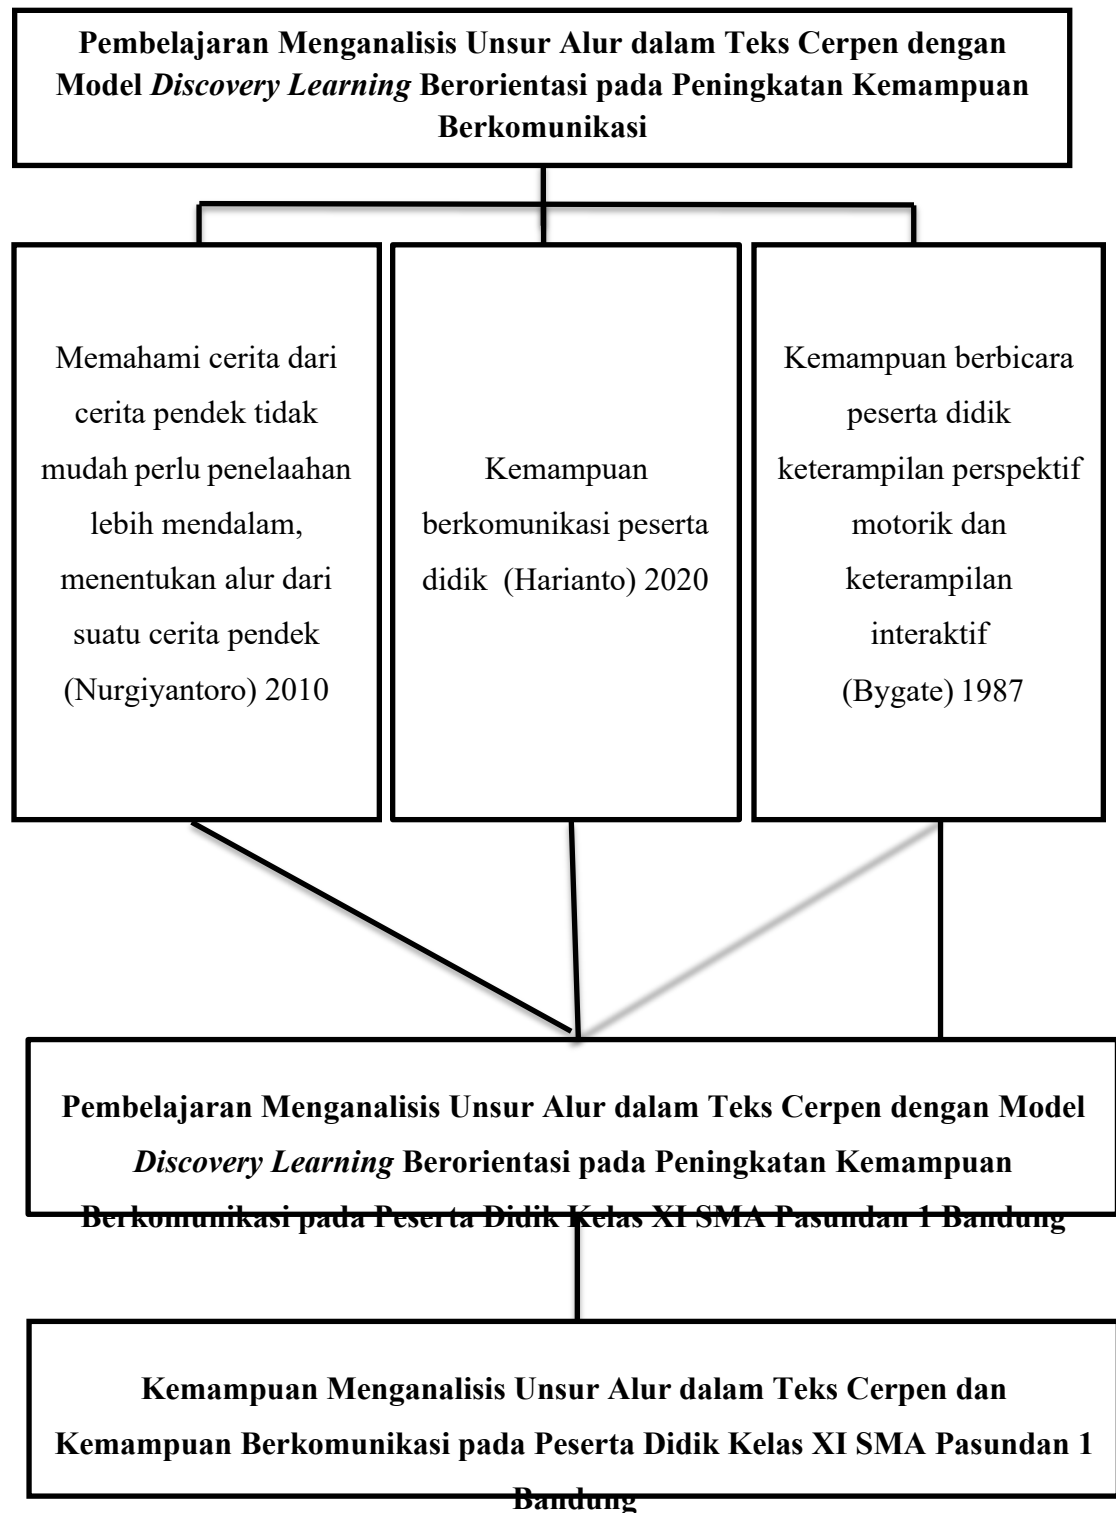 Pembelajaran Menganalisis Unsur Alur dalam Teks Cerpen dengan
Model Discovery Learning Berorientasi pada Peningkatan Kemampuan
Berkomunikasi
Memahami cerita dari
cerita pendek tidak
mudah perlu penelaahan
lebih mendalam,
menentukan alur dari
suatu cerita pendek
(Nurgiyantoro) 2010
Kemampuan
berkomunikasi peserta
didik (Harianto) 2020
Kemampuan berbicara
peserta didik
keterampilan perspektif
motorik dan
keterampilan
interaktif
(Bygate) 1987
Pembelajaran Menganalisis Unsur Alur dalam Teks Cerpen dengan Model
Discovery Learning Berorientasi pada Peningkatan Kemampuan
Berkomunikasi pada Peserta Didik Kelas XI SMA Pasundan 1 Bandung
Kemampuan Menganalisis Unsur Alur dalam Teks Cerpen dan
Kemampuan Berkomunikasi pada Peserta Didik Kelas XI SMA Pasundan 1
Bandung